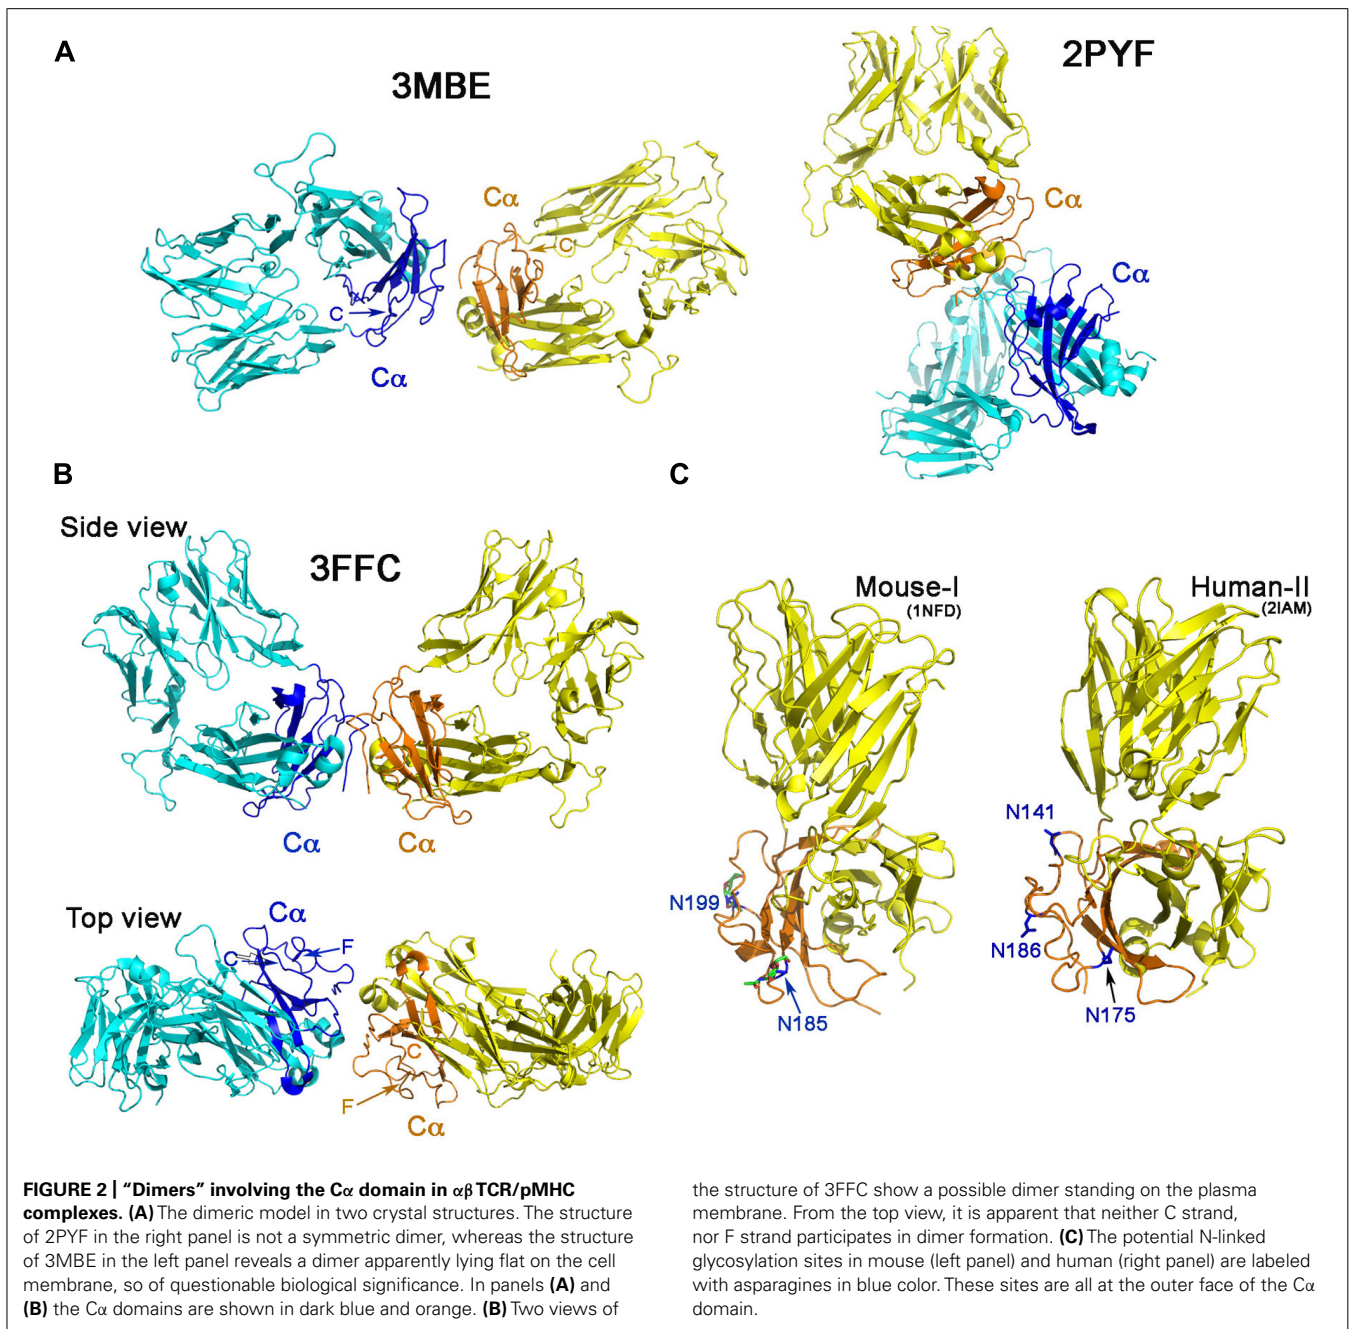 A
3MBE
2PYF
Cα
C
C
Cα
Cα
Cα
B
Side view
3FFC
Cα
Cα
Top view
Cα
F
C
C
F
Cα
C
Mouse-I
(1NFD)
Human-II
(2IAM)
N199
N185
N141
N186
N175
FIGURE 2 | “Dimers” involving the Cα domain in αβ TCR/pMHC
complexes. (A) The dimeric model in two crystal structures. The structure
of 2PYF in the right panel is not a symmetric dimer, whereas the structure
of 3MBE in the left panel reveals a dimer apparently lying flat on the cell
membrane, so of questionable biological significance. In panels (A) and
(B) the Cα domains are shown in dark blue and orange. (B) Two views of
the structure of 3FFC show a possible dimer standing on the plasma
membrane. From the top view, it is apparent that neither C strand,
nor F strand participates in dimer formation. (C) The potential N-linked
glycosylation sites in mouse (left panel) and human (right panel) are labeled
with asparagines in blue color. These sites are all at the outer face of the Cα
domain.